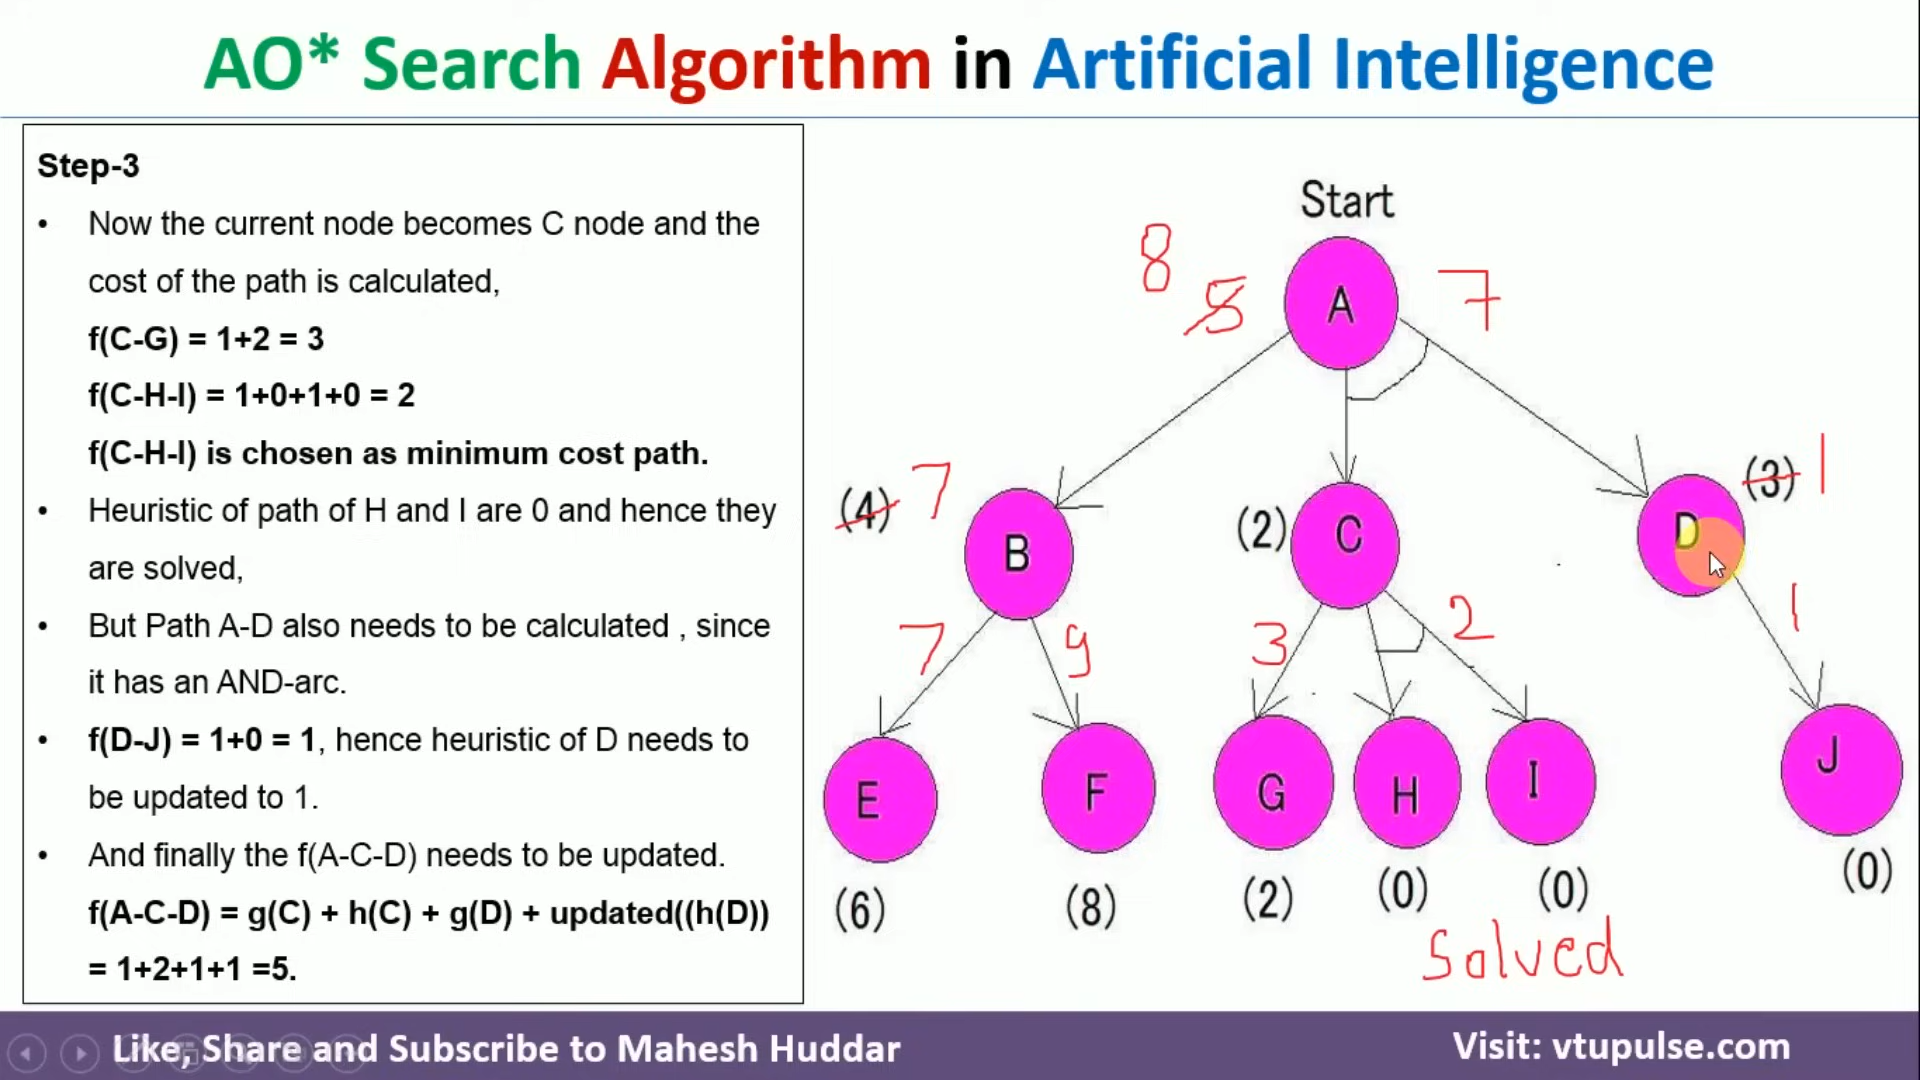 AO* Search Algorithm in Artificial Intelligence
Step-3
• Now the current node becomes C node and the
cost of the path is calculated,
f(C-G) = 1+2 = 3
f(C-H-I) = 1+0+1+0 = 2
f(C-H-I) is chosen as minimum cost path.
• Heuristic of path of H and I are 0 and hence they
are solved,
• But Path A-D also needs to be calculated , since
it has an AND-arc.
• f(D-J) = 1+0 = 1, hence heuristic of D needs to
be updated to 1.
• And finally the f(A-C-D) needs to be updated.
f(A-C-D) = g(C) + h(C) + g(D) + updated((h(D))
= 1+2+1+1 =5.
Start
8 5 A 7
(4) 7 B (2) C D (3) 1
7 9 3 2 1
E F G H I J
(6) (8) (2) (0) (0) (0)
Solved
Like, Share and Subscribe to Mahesh Huddar
Visit: vtupulse.com